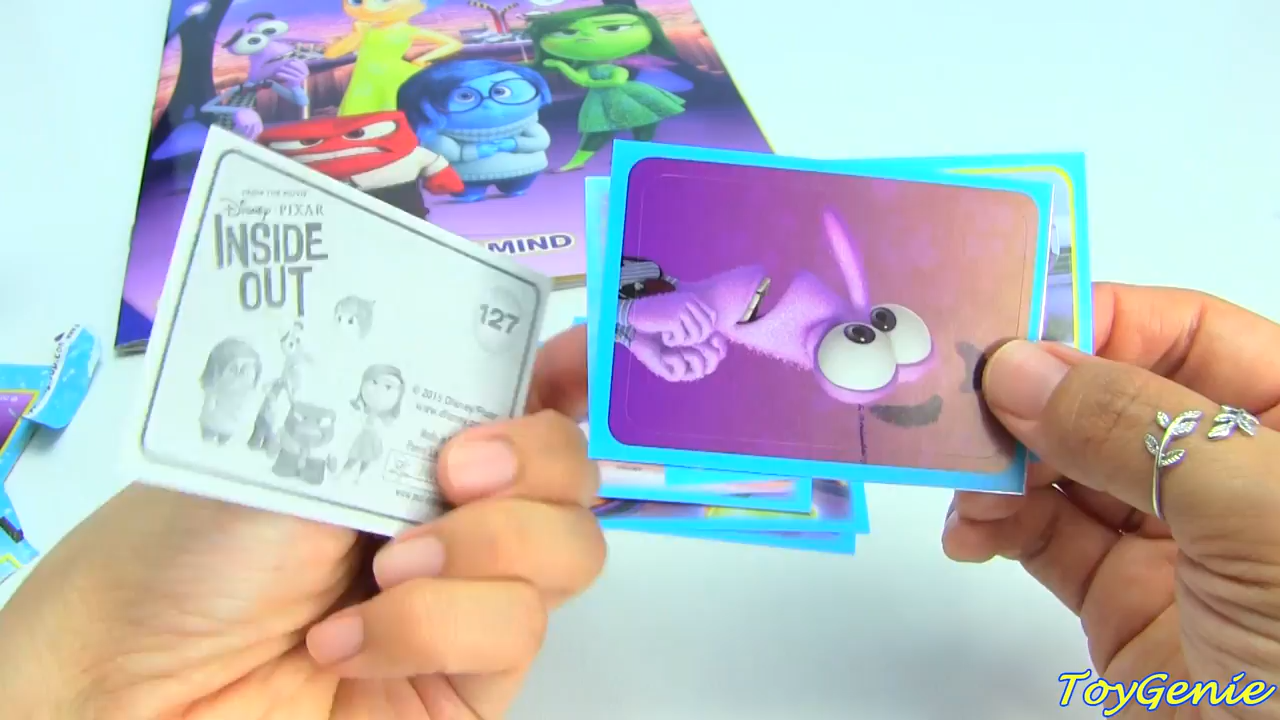 MIND
FROM THE MOVIE
Disney · PIXAR
INSIDE
OUT
127
© 2015 Disney/Pixar
ToyGenie